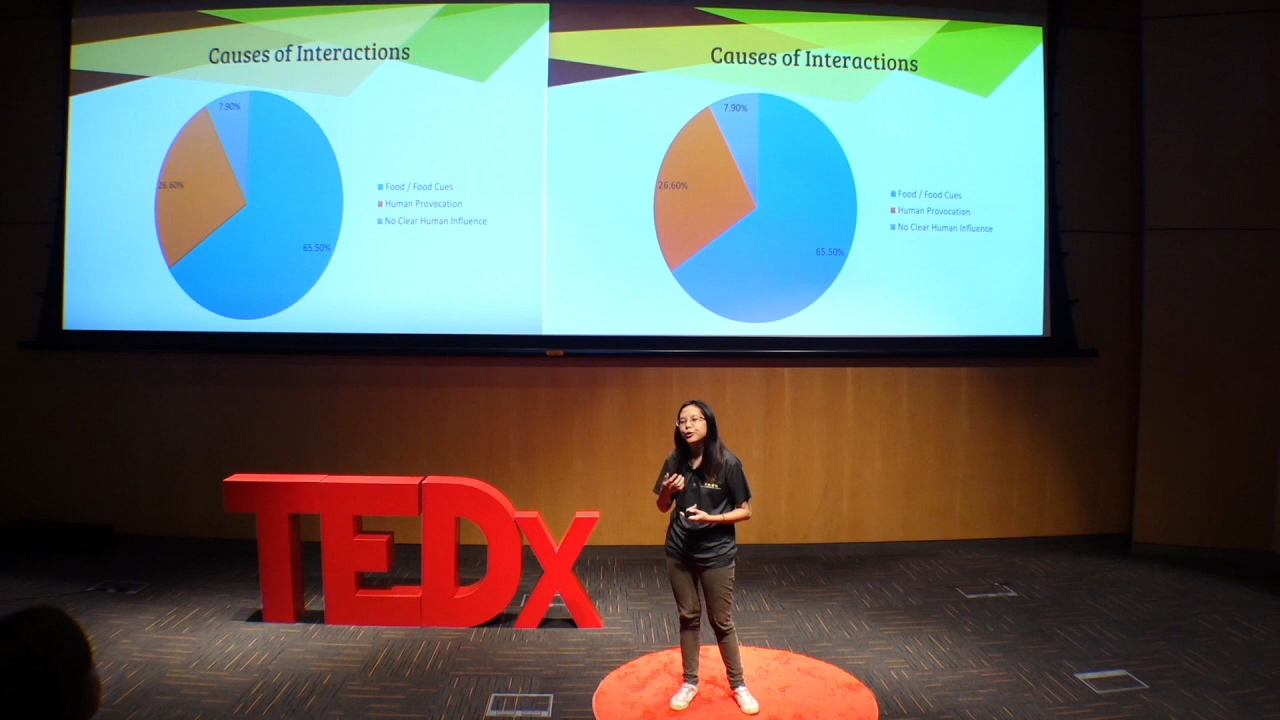 Causes of Interactions
7.90%
26.60%
65.50%
Food / Food Cues
Human Provocation
No Clear Human Influence
Causes of Interactions
7.90%
26.60%
65.50%
Food / Food Cues
Human Provocation
No Clear Human Influence
TEDx